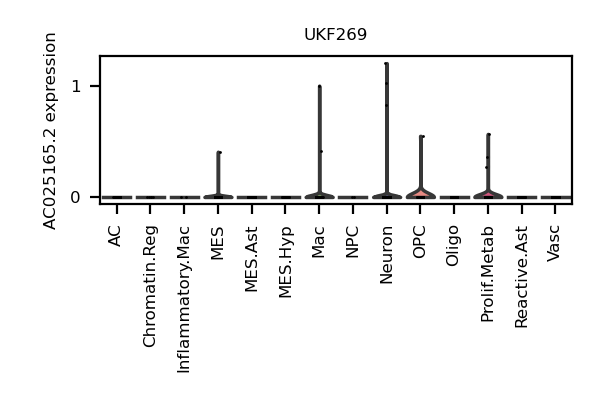 UKF269
AC025165.2 expression
1
0
AC
Chromatin.Reg
Inflammatory.Mac
MES
MES.Ast
MES.Hyp
Mac
NPC
Neuron
OPC
Oligo
Prolif.Metab
Reactive.Ast
Vasc